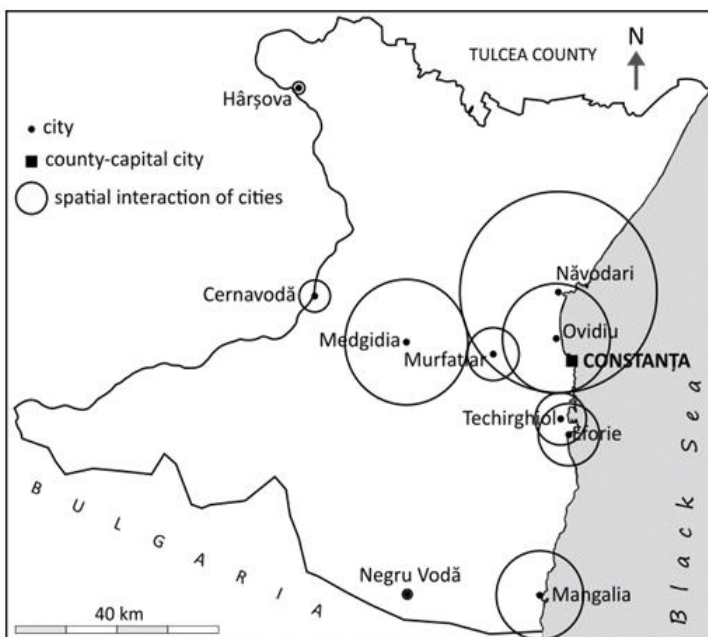 TULCEA COUNTY
N
Hârșova
city
county-capital city
spatial interaction of cities
Năvodari
Cernavodă
Ovidiu
Medgidia
Murfatlar
CONSTANȚA
Techirghiol
Eforie
Black Sea
BULGARIA
Negru Vodă
Mangalia
40 km